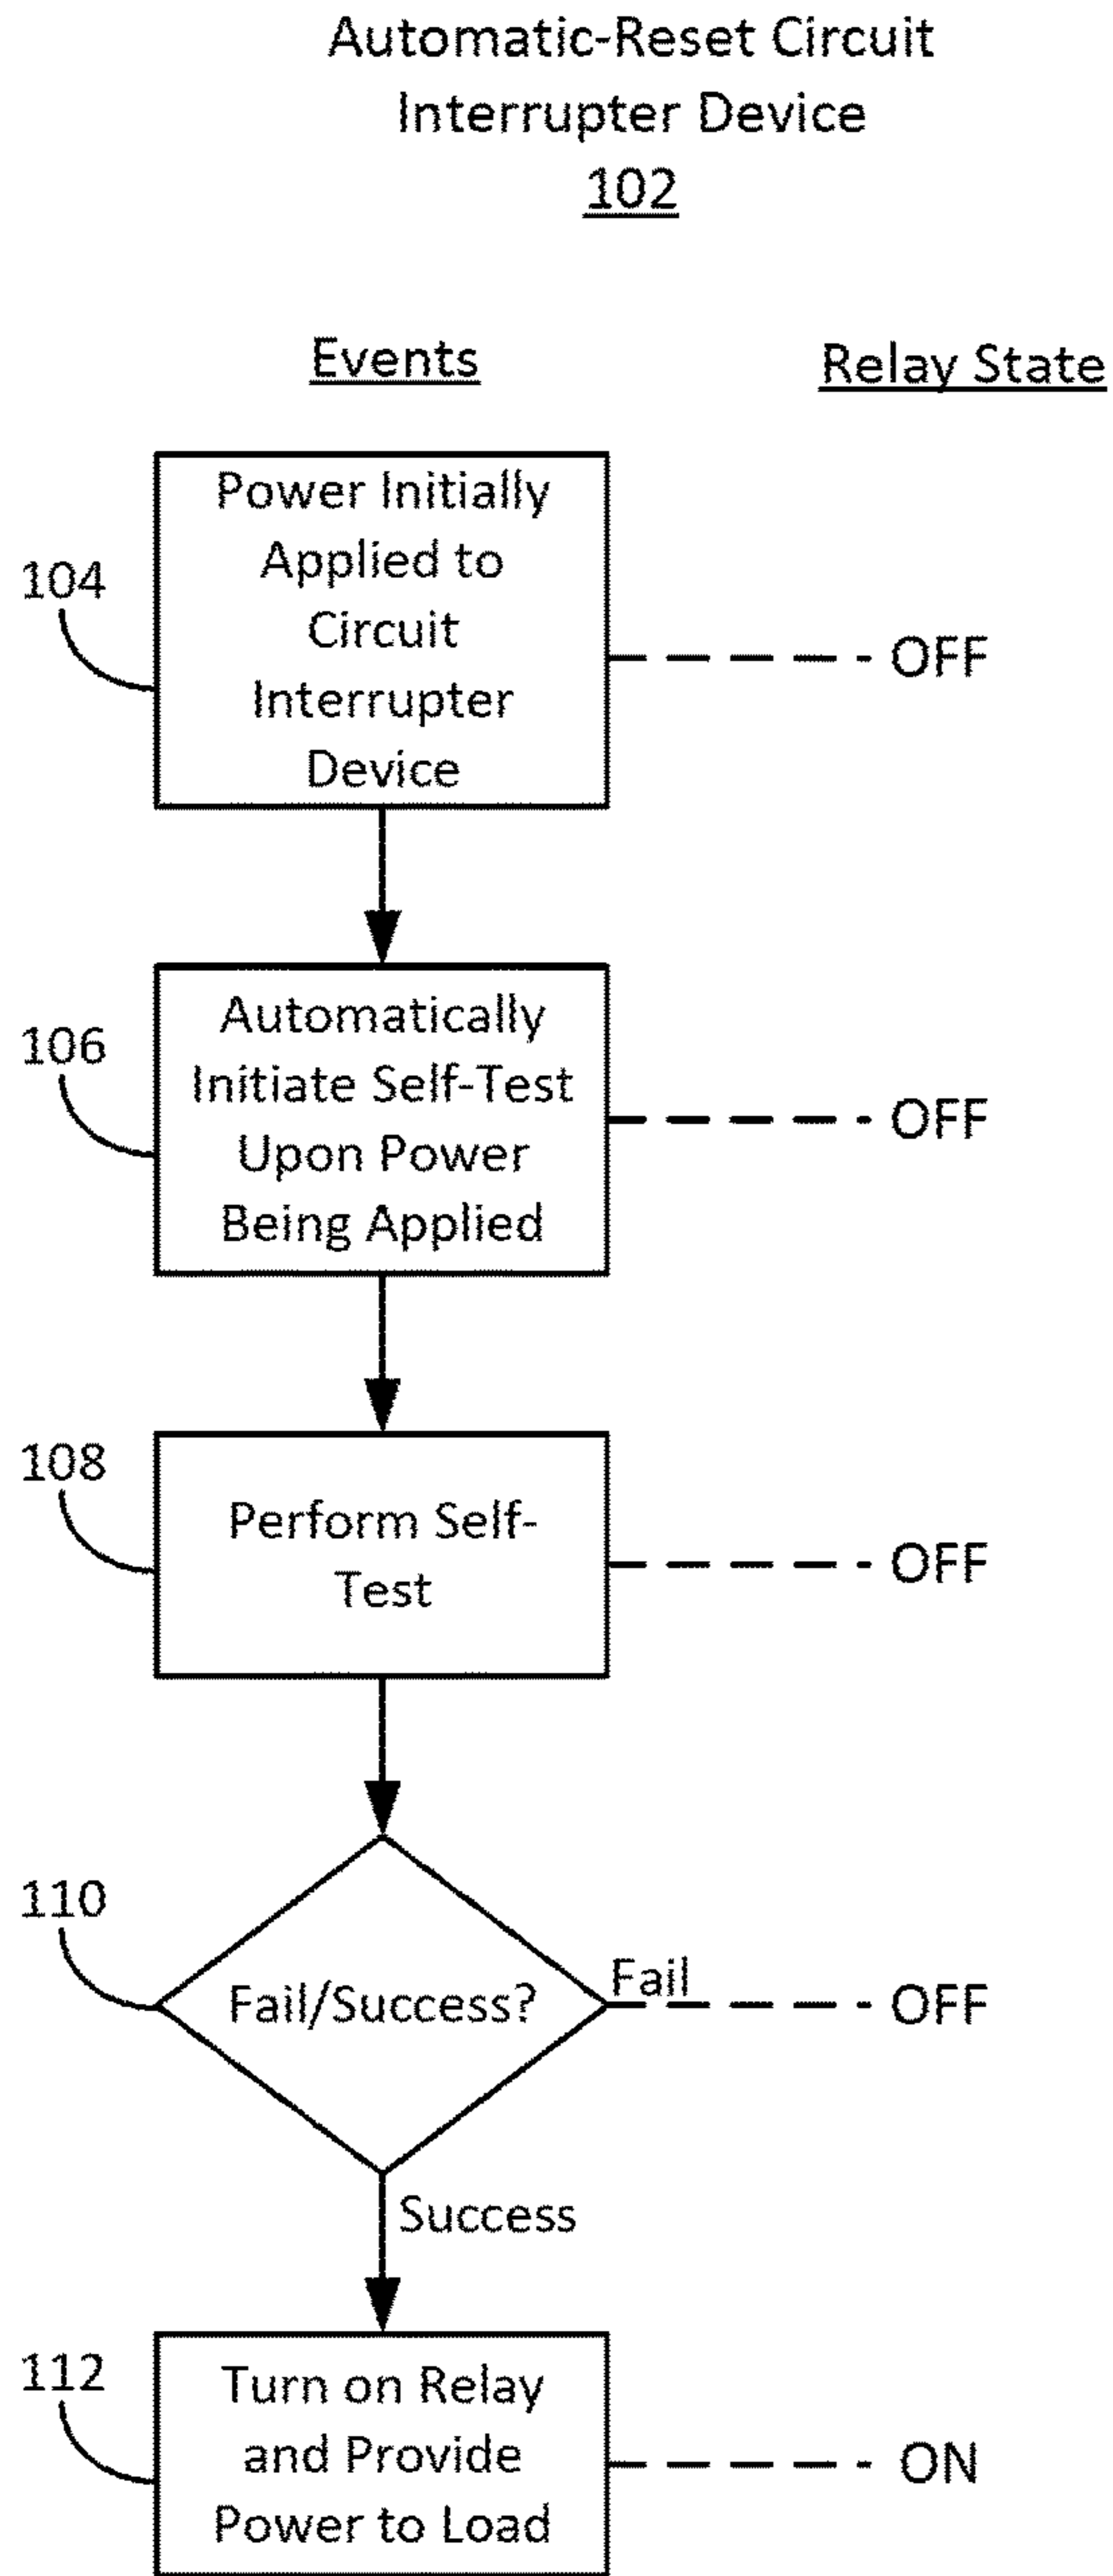 Automatic-Reset Circuit
Interrupter Device
102
Events
Relay State
104
Power Initially
Applied to
Circuit
Interrupter
Device
OFF
106
Automatically
Initiate Self-Test
Upon Power
Being Applied
OFF
108
Perform Self-
Test
OFF
110
Fail/Success?
Fail
OFF
Success
112
Turn on Relay
and Provide
Power to Load
ON